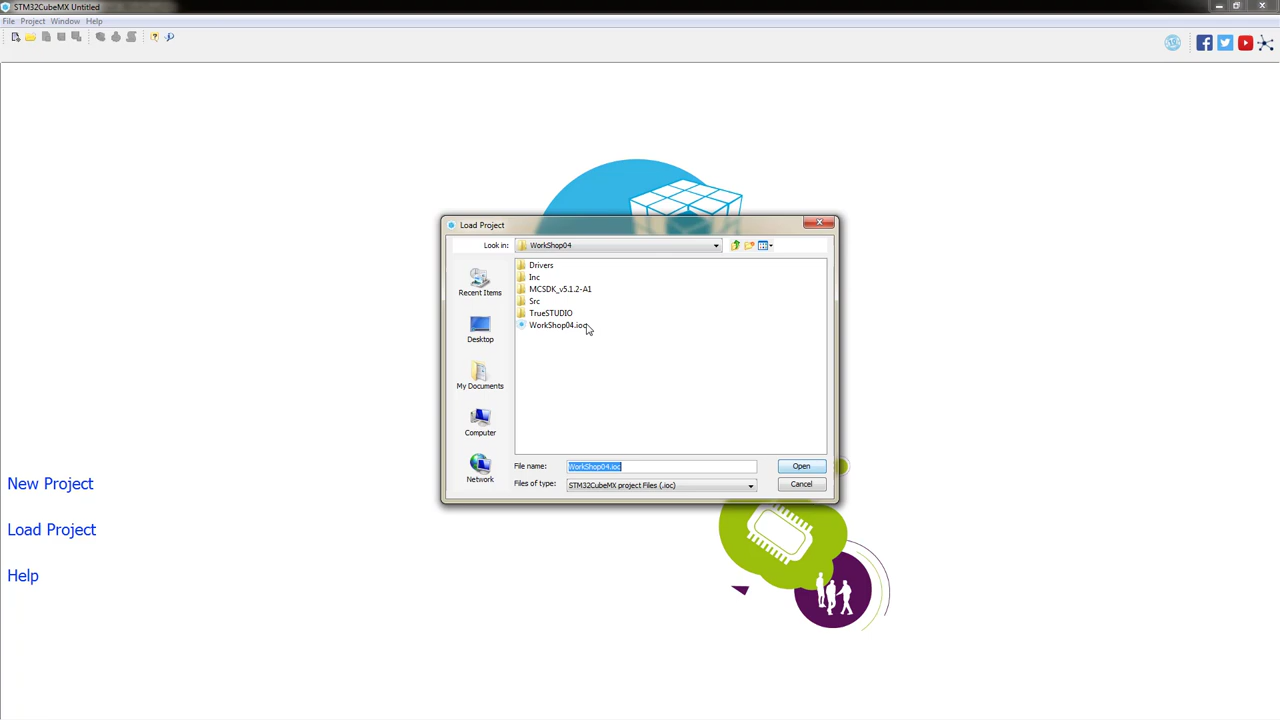 STM32CubeMX Untitled
File Project Window Help
Load Project
Look in: WorkShop04
Recent Items
Desktop
My Documents
Computer
Network
Drivers
Inc
MCSDK_v5.1.2-A1
Src
TrueSTUDIO
WorkShop04.ioc
File name: WorkShop04.ioc
Open
Files of type: STM32CubeMX project Files (.ioc)
Cancel
New Project
Load Project
Help